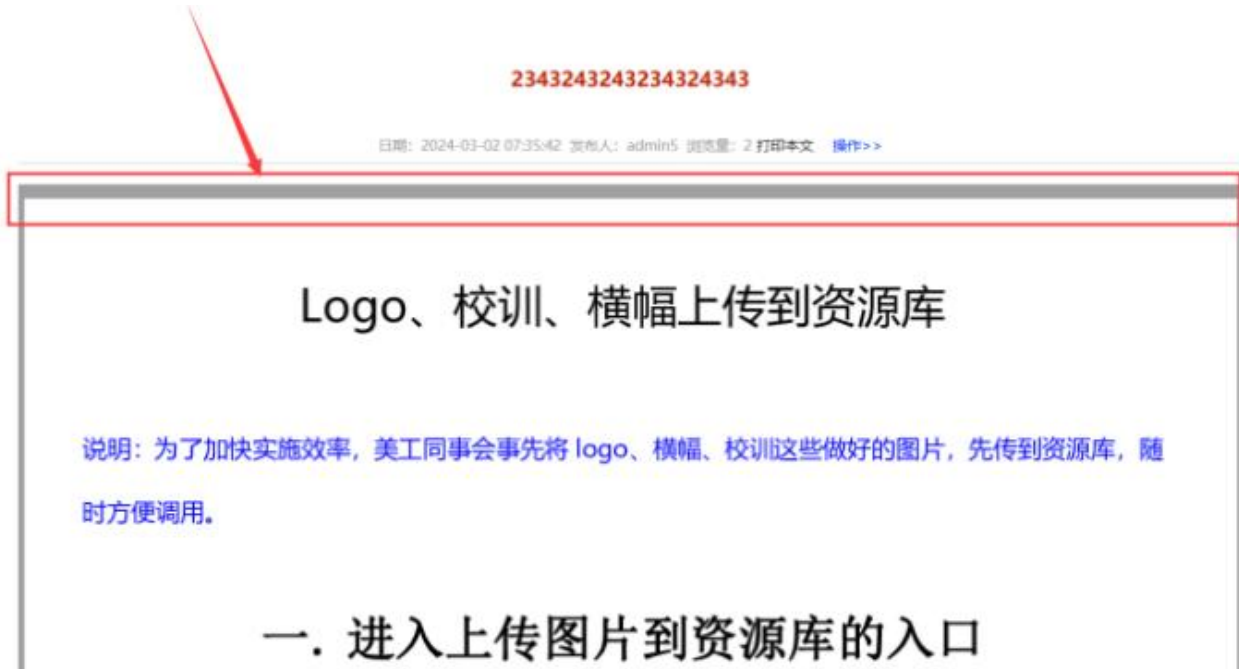 2343243243234324343
日期：2024-03-02 07:35:42 发布人：admin5 浏览量：2 打印本文 操作>>
Logo、校训、横幅上传到资源库
说明：为了加快实施效率，美工同事会事先将 logo、横幅、校训这些做好的图片，先传到资源库，随
时方便调用。
一. 进入上传图片到资源库的入口